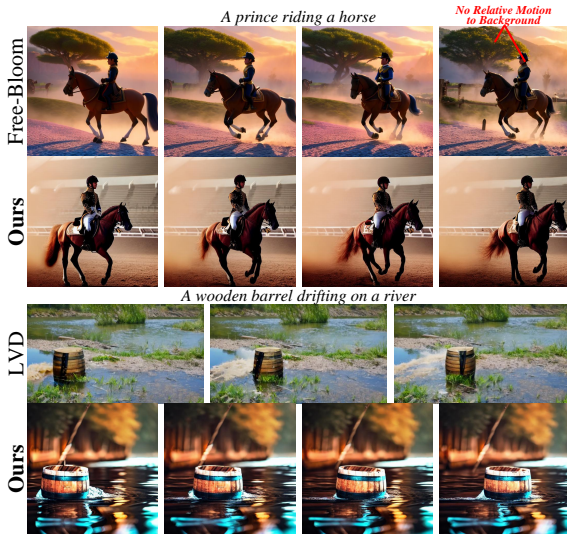 A prince riding a horse
No Relative Motion
to Background
Free-Bloom
Ours
A wooden barrel drifting on a river
LVD
Ours